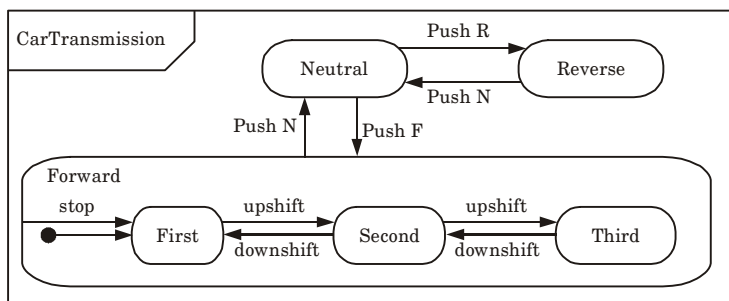 CarTransmission
Push R
Neutral
Reverse
Push N
Push N
Push F
Forward
stop
upshift
upshift
First
Second
Third
downshift
downshift